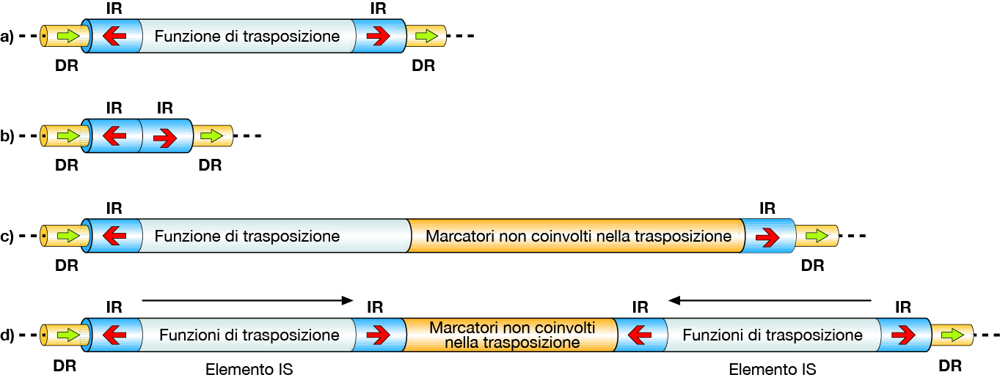 IR IR
a) Funzione di trasposizione
DR DR
IR IR
b)
DR DR
IR IR
c) Funzione di trasposizione Marcatori non coinvolti nella trasposizione
DR DR
IR IR IR IR
d) Funzioni di trasposizione Marcatori non coinvolti
nella trasposizione Funzioni di trasposizione
DR DR
Elemento IS Elemento IS